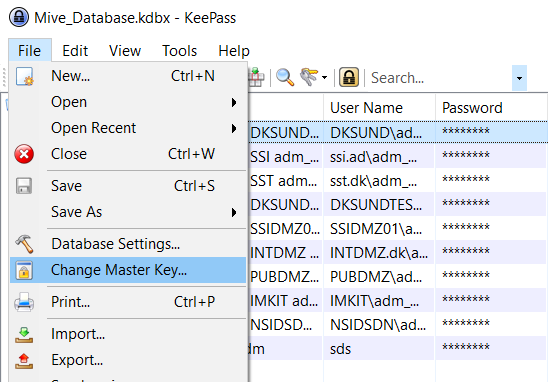 Mive_Database.kdbx - KeePass
File Edit View Tools Help
Search...
New... Ctrl+N
Open
Open Recent
Close Ctrl+W
Save Ctrl+S
Save As
Database Settings...
Change Master Key...
Print... Ctrl+P
Import...
Export...
User Name Password
DKSUND... DKSUND\ad... ********
SSI adm_... ssi.ad\adm_... ********
SST adm... sst.dk\adm_... ********
DKSUND... DKSUNDTES... ********
SSIDMZ0... SSIDMZ01\a... ********
INTDMZ ... INTDMZ.dk\a... ********
PUBDMZ... PUBDMZ\ad... ********
IMKIT ad... IMKIT\adm_... ********
NSIDSD... NSIDSDN\ad... ********
dm sds ********